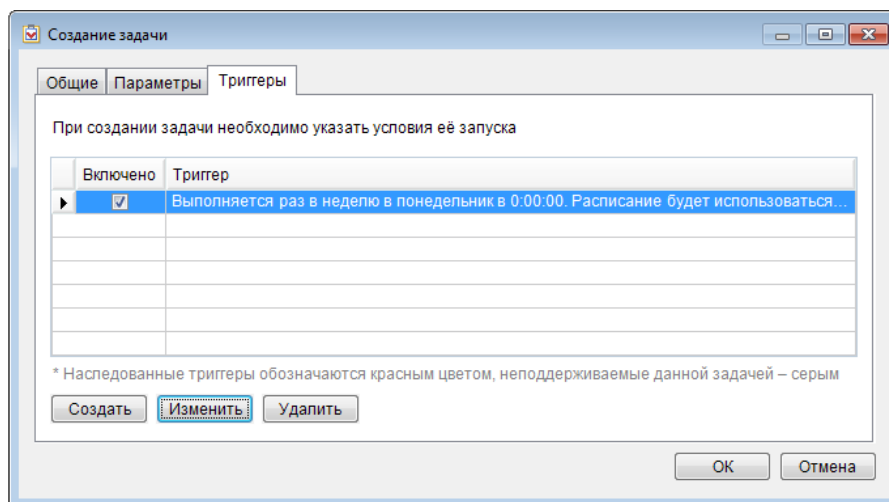 Создание задачи
Общие Параметры Триггеры
При создании задачи необходимо указать условия её запуска
Включено Триггер
Выполняется раз в неделю в понедельник в 0:00:00. Расписание будет использоваться...
* Наследованные триггеры обозначаются красным цветом, неподдерживаемые данной задачей – серым
Создать Изменить Удалить
ОК Отмена